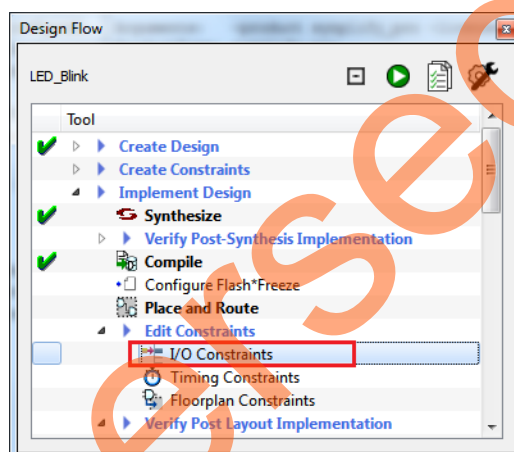 Design Flow
LED_Blink
Tool
Create Design
Create Constraints
Implement Design
Synthesize
Verify Post-Synthesis Implementation
Compile
Configure Flash*Freeze
Place and Route
Edit Constraints
I/O Constraints
Timing Constraints
Floorplan Constraints
Verify Post Layout Implementation